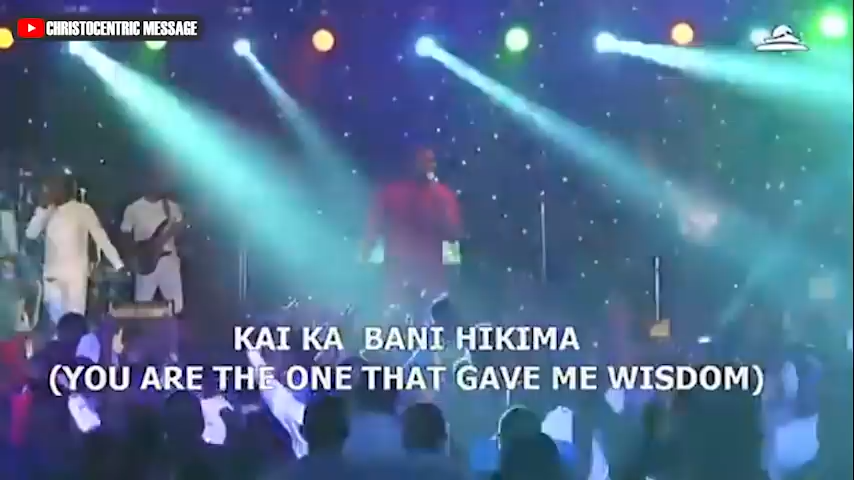 CHRISTOCENTRIC MESSAGE
KAI KA BANI HIKIMA
(YOU ARE THE ONE THAT GAVE ME WISDOM)